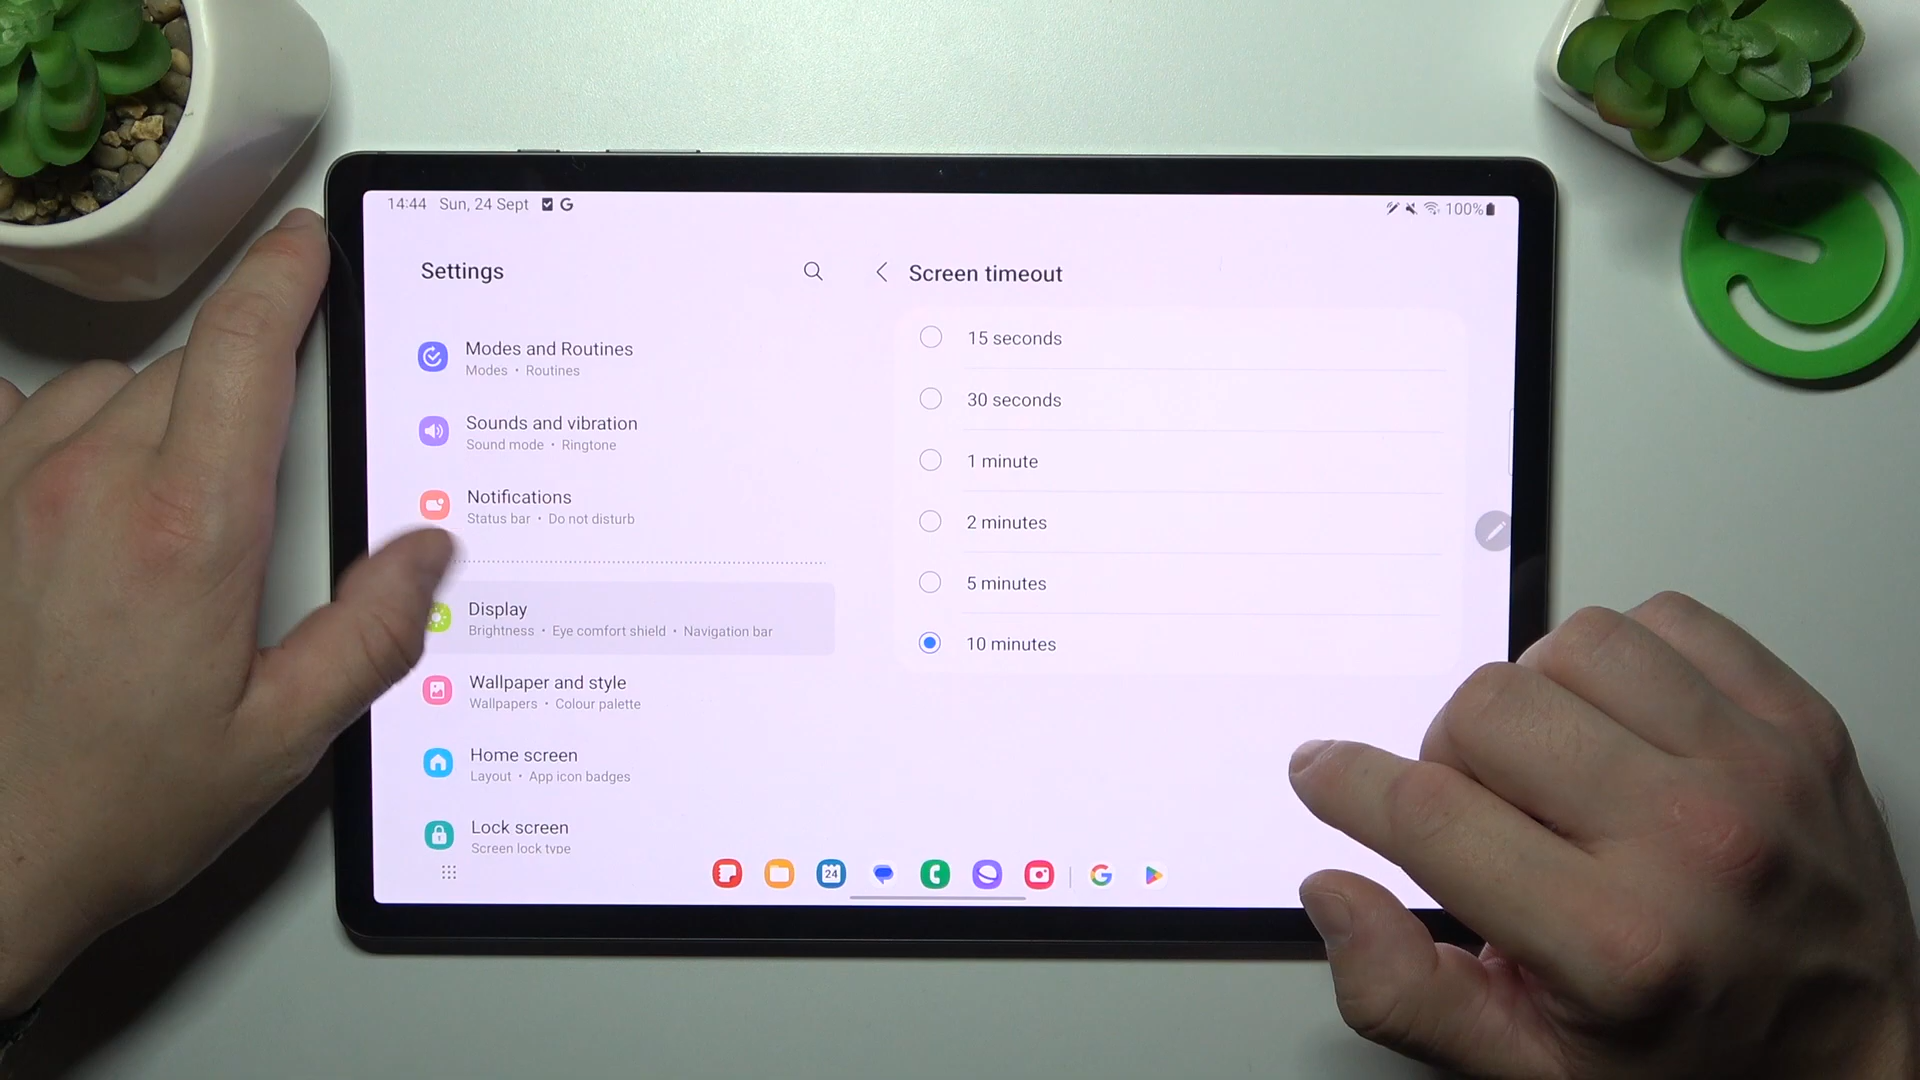 14:44 Sun, 24 Sept G
100%
Settings
Modes and Routines
Modes • Routines
Sounds and vibration
Sound mode • Ringtone
Notifications
Status bar • Do not disturb
Display
Brightness • Eye comfort shield • Navigation bar
Wallpaper and style
Wallpapers • Colour palette
Home screen
Layout • App icon badges
Lock screen
Screen lock type
Screen timeout
15 seconds
30 seconds
1 minute
2 minutes
5 minutes
10 minutes
24
G